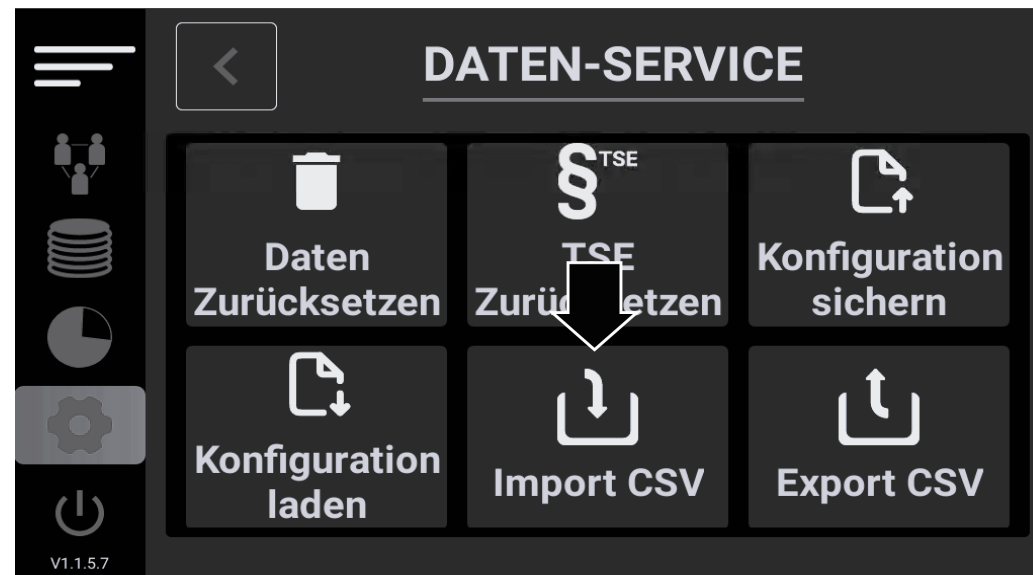 DATEN-SERVICE
Daten
Zurücksetzen
§TSE
TSE
Konfiguration
sichern
Konfiguration
laden
Import CSV
Export CSV
V1.1.5.7